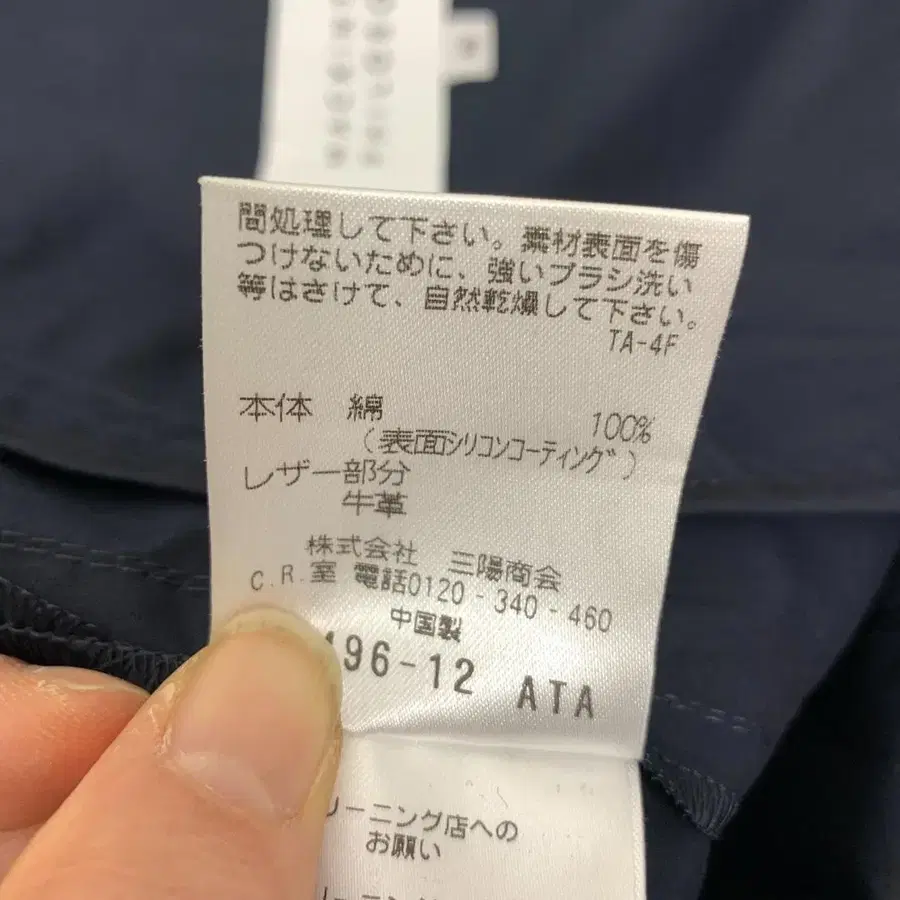 間処理して下さい。素材表面を傷
つけないために、強いブラシ洗い
等はさけて、自然乾燥して下さい。
TA-4F
本体 綿 100%
(表面シリコンコーティング)
レザー部分
牛革
株式会社 三陽商会
C.R.室 電話0120-340-460
中国製
496-12 ATA
リーニング店への
お願い